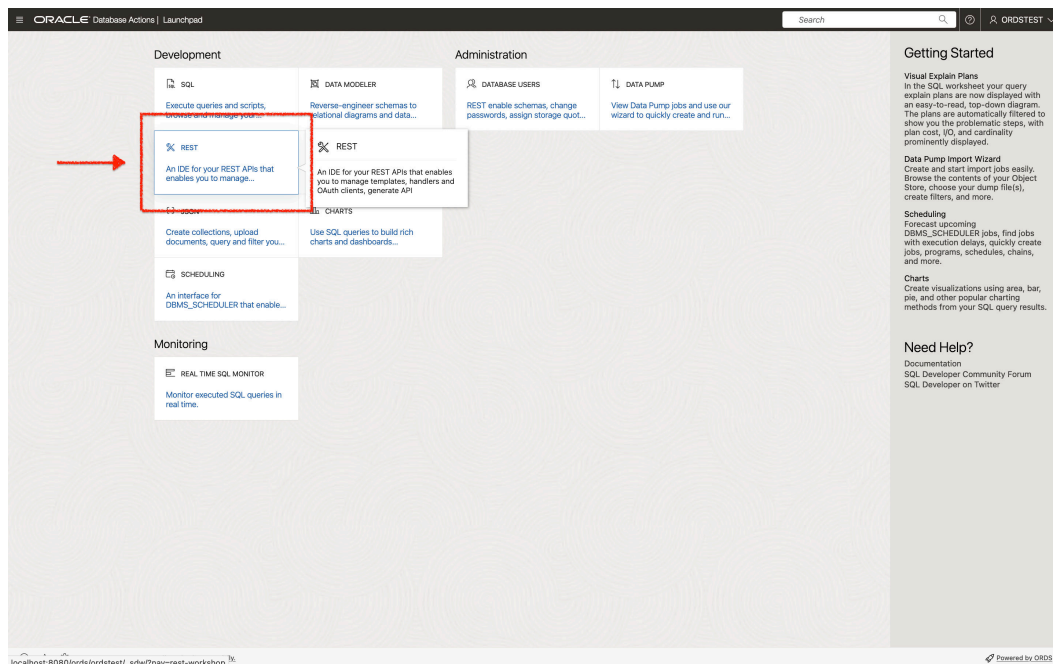 ORACLE Database Actions | Launchpad
Search
ORDSTEST
Development
SQL
Execute queries and scripts,
browse and manage your...
DATA MODELER
Reverse-engineer schemas to
relational diagrams and data...
REST
An IDE for your REST APIs that
enables you to manage...
REST
An IDE for your REST APIs that enables
you to manage templates, handlers and
OAuth clients, generate API
JSON
Create collections, upload
documents, query and filter you...
CHARTS
Use SQL queries to build rich
charts and dashboards...
SCHEDULING
An interface for
DBMS_SCHEDULER that enable...
Administration
DATABASE USERS
REST enable schemas, change
passwords, assign storage quot...
DATA PUMP
View Data Pump jobs and use our
wizard to quickly create and run...
Monitoring
REAL TIME SQL MONITOR
Monitor executed SQL queries in
real time.
Getting Started
Visual Explain Plans
In the SQL worksheet your query
explain plans are now displayed with
an easy-to-read, top-down diagram.
The plans are automatically filtered to
show you the problematic steps, with
plan cost, I/O, and cardinality
prominently displayed.
Data Pump Import Wizard
Create and start import jobs easily.
Browse the contents of your Object
Store, choose your dump file(s),
create filters, and more.
Scheduling
Forecast upcoming
DBMS_SCHEDULER jobs, find jobs
with execution delays, quickly create
jobs, programs, schedules, chains,
and more.
Charts
Create visualizations using area, bar,
pie, and other popular charting
methods from your SQL query results.
Need Help?
Documentation
SQL Developer Community Forum
SQL Developer on Twitter
localhost:8080/ords/ordstest/_sdw/?nav=rest-workshop
Powered by ORDS